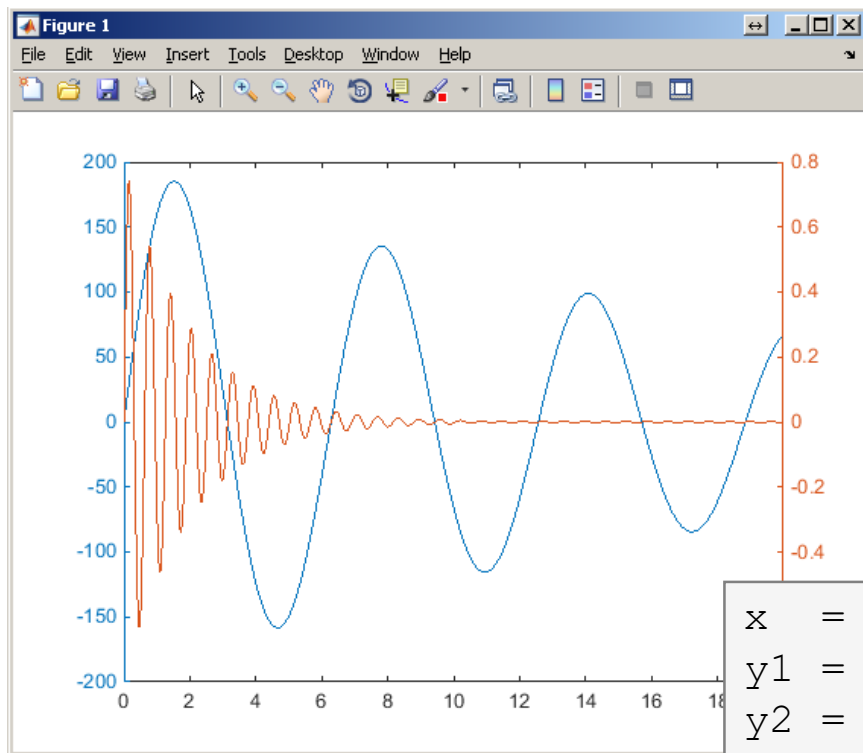 Figure 1
File Edit View Insert Tools Desktop Window Help
200
150
100
50
0
-50
-100
-150
-200
0.8
0.6
0.4
0.2
0
-0.2
-0.4
0 2 4 6 8 10 12 14 16 18
x =
y1 =
y2 =